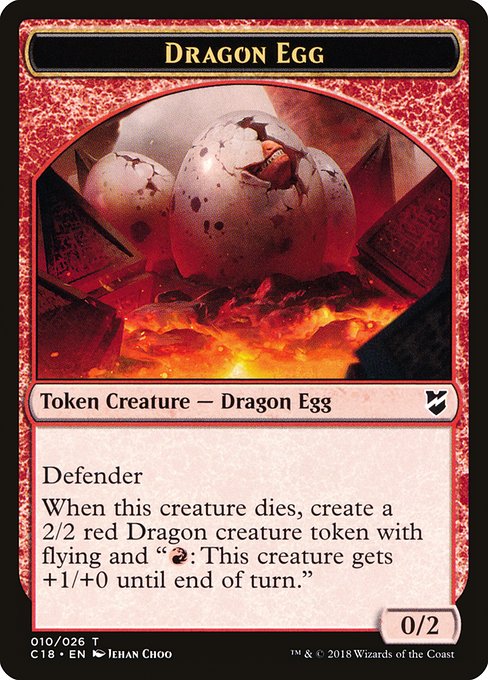 Dragon Egg
Token Creature — Dragon Egg
Defender
When this creature dies, create a
2/2 red Dragon creature token with
flying and “R: This creature gets
+1/+0 until end of turn.”
0/2
010/026 T
C18 • EN Jehan Choo
™ & © 2018 Wizards of the Coast